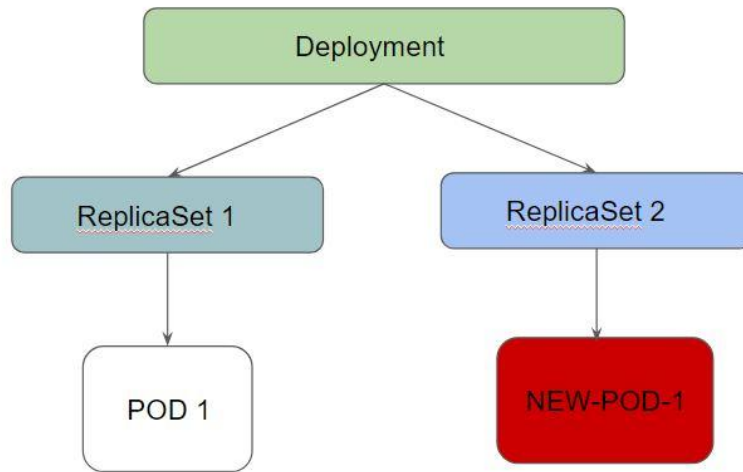 Deployment
ReplicaSet 1
ReplicaSet 2
POD 1
NEW-POD-1